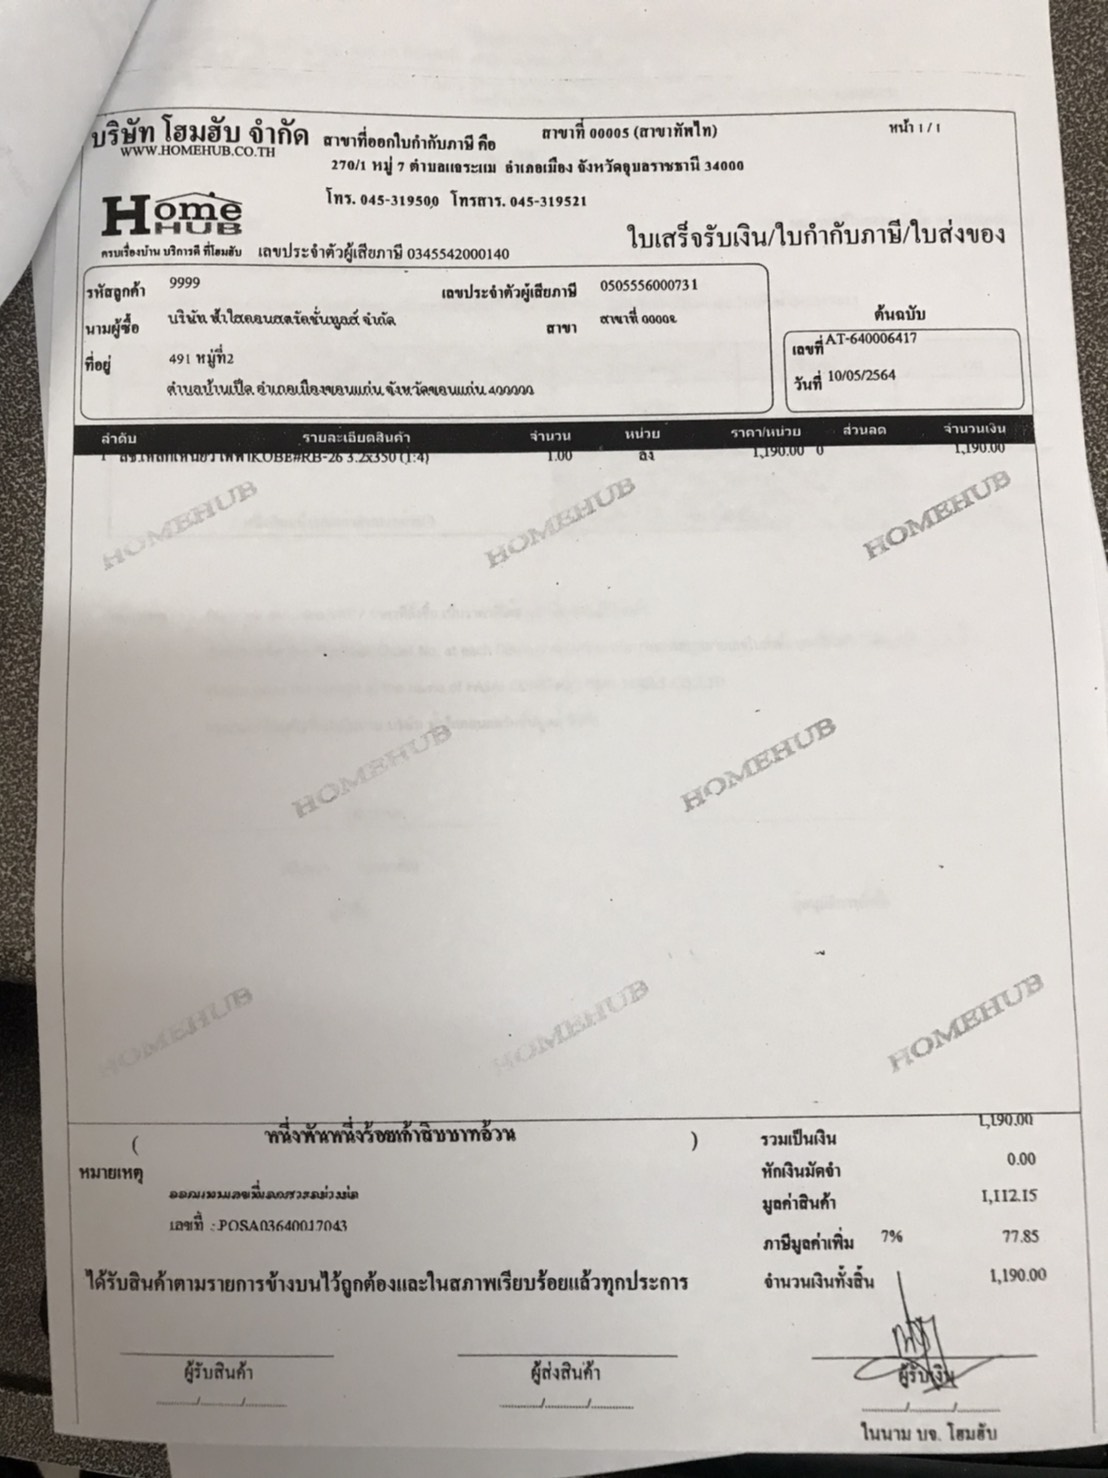 บริษัท โฮมฮับ จำกัด สาขาที่ออกใบกำกับภาษี คือ สาขาที่ 00005 (สาขาทัพไท) หน้า 1 / 1
WWW.HOMEHUB.CO.TH
270/1 หมู่ 7 ตำบลแจระแม อำเภอเมือง จังหวัดอุบลราชธานี 34000
โทร. 045-319500 โทรสาร. 045-319521
Home HUB
ครบเรื่องบ้าน บริการดี ที่โฮมฮับ เลขประจำตัวผู้เสียภาษี 0345542000140
ใบเสร็จรับเงิน/ใบกำกับภาษี/ใบส่งของ
รหัสลูกค้า 9999 เลขประจำตัวผู้เสียภาษี 0505556000731
นามผู้ซื้อ บริษัท ฟ้าใสคอนสตรัคชั่นทูลส์ จำกัด สาขา สาขาที่ 00002
ต้นฉบับ
ที่อยู่ 491 หมู่ที่2
ตำบลบ้านเป็ด อำเภอเมืองขอนแก่น จังหวัดขอนแก่น 400000
เลขที่ AT-640006417
วันที่ 10/05/2564
ลำดับ รายละเอียดสินค้า จำนวน หน่วย ราคา/หน่วย ส่วนลด จำนวนเงิน
1 KOBE#RB-26 3.2x350 (1:4) 1.00 ลัง 1,190.00 0 1,190.00
HOMEHUB HOMEHUB HOMEHUB
HOMEHUB HOMEHUB
HOMEHUB HOMEHUB HOMEHUB
( หนึ่งพันหนึ่งร้อยเก้าสิบบาทถ้วน )
รวมเป็นเงิน 1,190.00
หมายเหตุ
หักเงินมัดจำ 0.00
มูลค่าสินค้า 1,112.15
เลขที่ : POSA03640017043
ภาษีมูลค่าเพิ่ม 7% 77.85
ได้รับสินค้าตามรายการข้างบนไว้ถูกต้องและในสภาพเรียบร้อยแล้วทุกประการ
จำนวนเงินทั้งสิ้น 1,190.00
ผู้รับสินค้า ผู้ส่งสินค้า ผู้รับเงิน
ในนาม บจ. โฮมฮับ